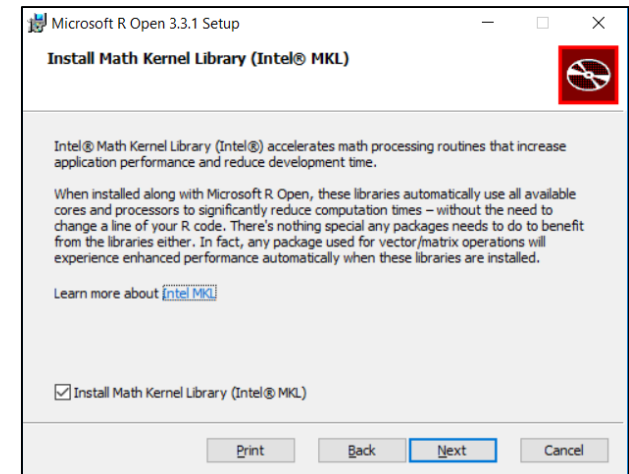 Microsoft R Open 3.3.1 Setup
Install Math Kernel Library (Intel® MKL)
Intel® Math Kernel Library (Intel®) accelerates math processing routines that increase
application performance and reduce development time.
When installed along with Microsoft R Open, these libraries automatically use all available
cores and processors to significantly reduce computation times – without the need to
change a line of your R code. There's nothing special any packages needs to do to benefit
from the libraries either. In fact, any package used for vector/matrix operations will
experience enhanced performance automatically when these libraries are installed.
Learn more about Intel MKL
Install Math Kernel Library (Intel® MKL)
Print Back Next Cancel